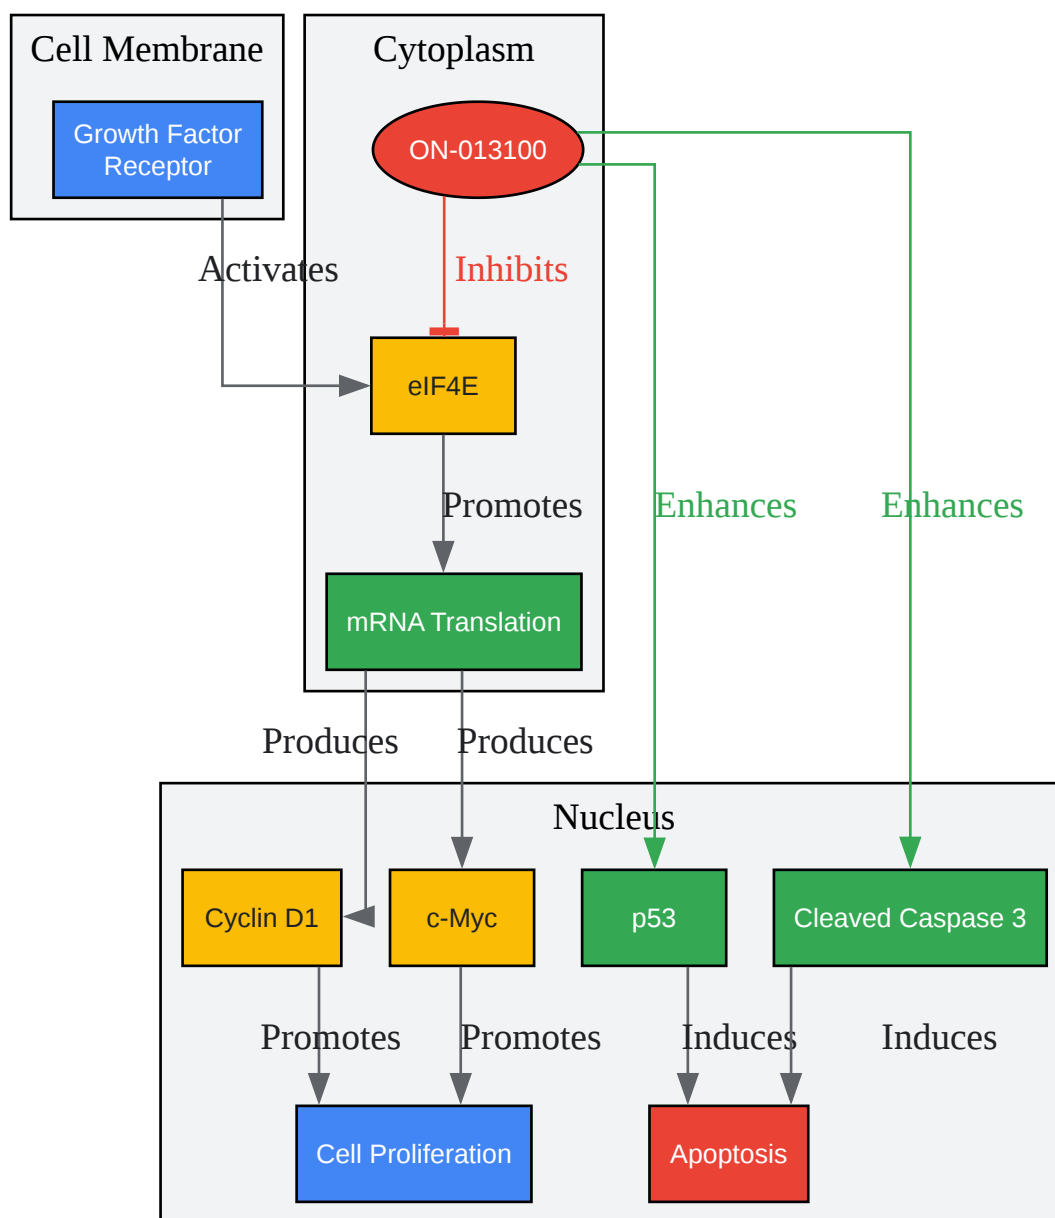 Cell Membrane
Cytoplasm
Growth Factor
Receptor
ON-013100
Activates
Inhibits
eIF4E
Promotes
Enhances
Enhances
mRNA Translation
Produces
Produces
Nucleus
Cyclin D1
c-Myc
p53
Cleaved Caspase 3
Promotes
Promotes
Induces
Induces
Cell Proliferation
Apoptosis